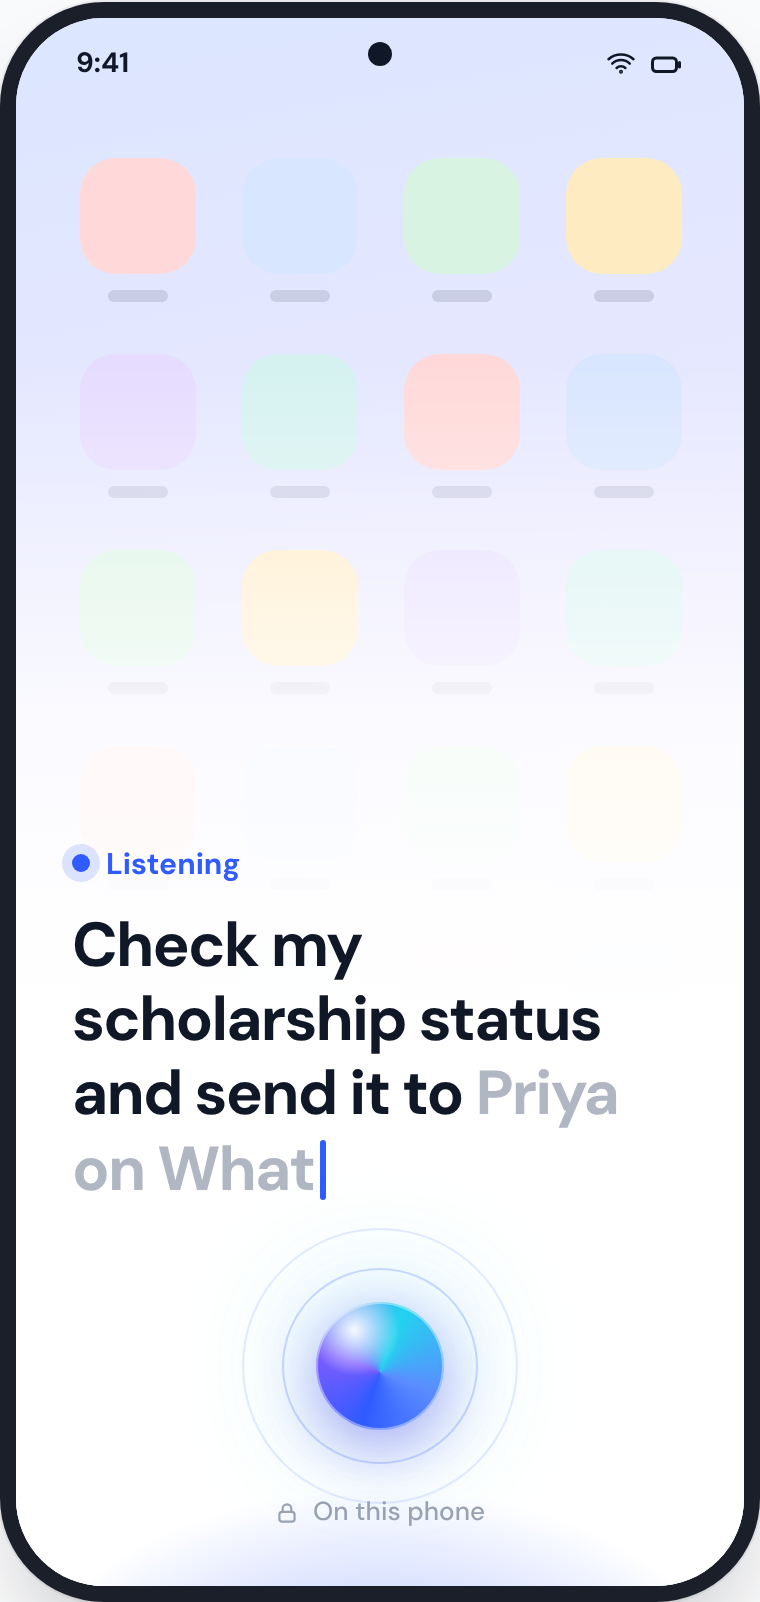 9:41
Listening
Check my
scholarship status
and send it to Priya
on What
On this phone